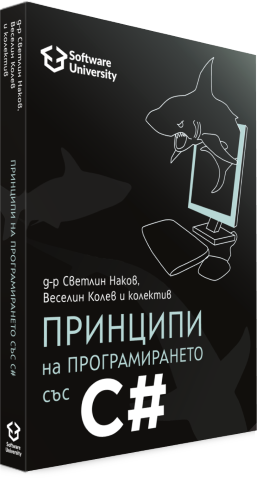 Software
University
д-р Светлин Наков,
Веселин Колев и колектив
ПРИНЦИПИ
НА ПРОГРАМИРАНЕТО
със C#
д-р Светлин Наков,
Веселин Колев
и колектив
ПРИНЦИПИ НА ПРОГРАМИРАНЕТО СЪС C#
Software
University